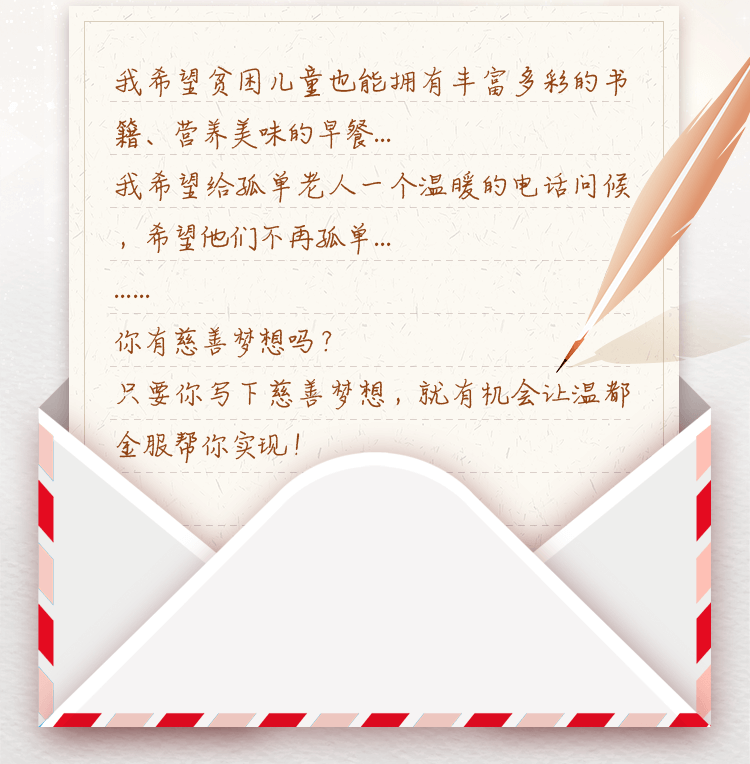 我希望贫困儿童也能拥有丰富多彩的书
籍、营养美味的早餐...
我希望给孤单老人一个温暖的电话问候
，希望他们不再孤单...
......
你有慈善梦想吗？
只要你写下慈善梦想，就有机会让温都
金服帮你实现！